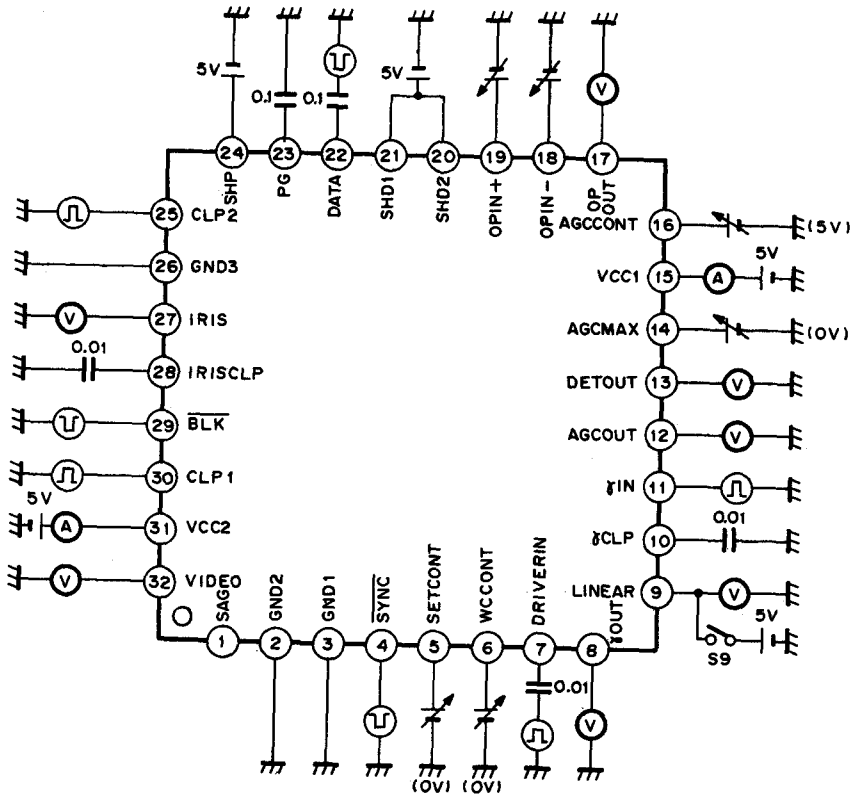 5V
0.1
0.1
5V
V
24 23 22 21 20 19 18 17
SHP
PG
DATA
SHD1
SHD2
OPIN+
OPIN-
OP
OUT
25 CLP2
26 GND3
V 27 IRIS
0.01
28 IRISCLP
29 BLK
30 CLP1
5V
A 31 VCC2
V 32 VIDEO
AGCCONT 16 (5V)
VCC1 15 A 5V
AGCMAX 14 (0V)
DETOUT 13 V
AGCOUT 12 V
γIN 11
γCLP 10 0.01
LINEAR 9 V
5V
S9
SAG
GND2
GND1
SYNC
SETCONT
WCCONT
DRIVERIN
γOUT
1 2 3 4 5 6 7 8
0.01
V
(0V) (0V)